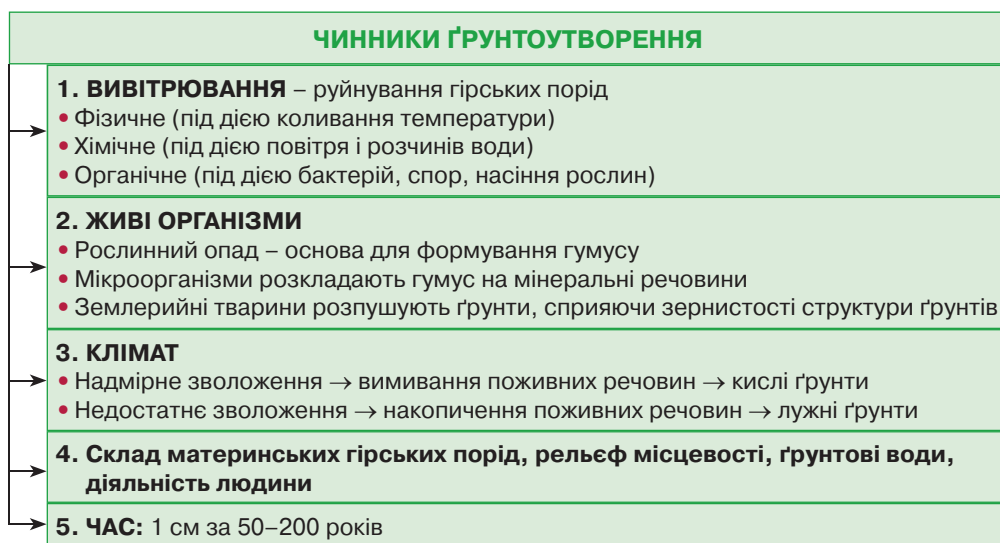 ЧИННИКИ ҐРУНТОУТВОРЕННЯ
1. ВИВІТРЮВАННЯ – руйнування гірських порід
• Фізичне (під дією коливання температури)
• Хімічне (під дією повітря і розчинів води)
• Органічне (під дією бактерій, спор, насіння рослин)
2. ЖИВІ ОРГАНІЗМИ
• Рослинний опад – основа для формування гумусу
• Мікроорганізми розкладають гумус на мінеральні речовини
• Землерийні тварини розпушують ґрунти, сприяючи зернистості структури ґрунтів
3. КЛІМАТ
• Надмірне зволоження → вимивання поживних речовин → кислі ґрунти
• Недостатнє зволоження → накопичення поживних речовин → лужні ґрунти
4. Склад материнських гірських порід, рельєф місцевості, ґрунтові води,
діяльність людини
5. ЧАС: 1 см за 50–200 років